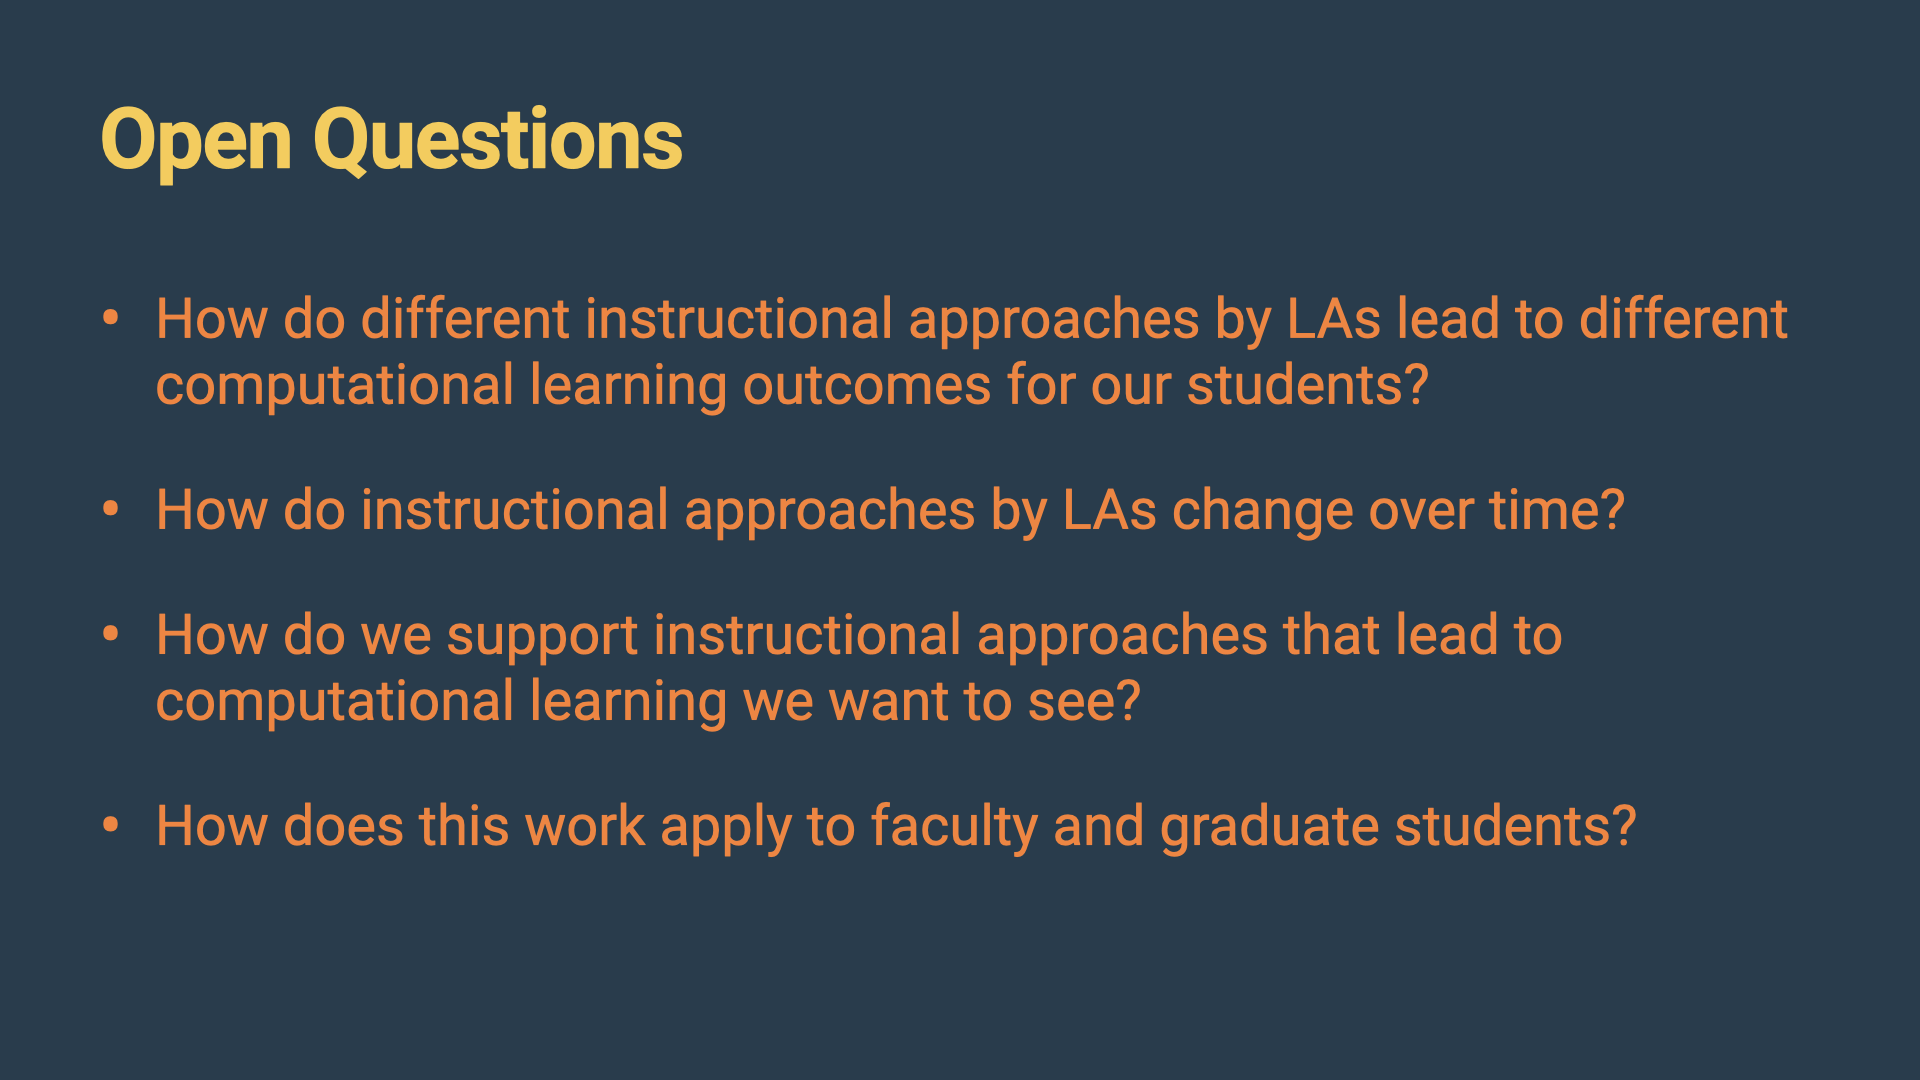 Open Questions
• How do different instructional approaches by LAs lead to different
computational learning outcomes for our students?
• How do instructional approaches by LAs change over time?
• How do we support instructional approaches that lead to
computational learning we want to see?
• How does this work apply to faculty and graduate students?